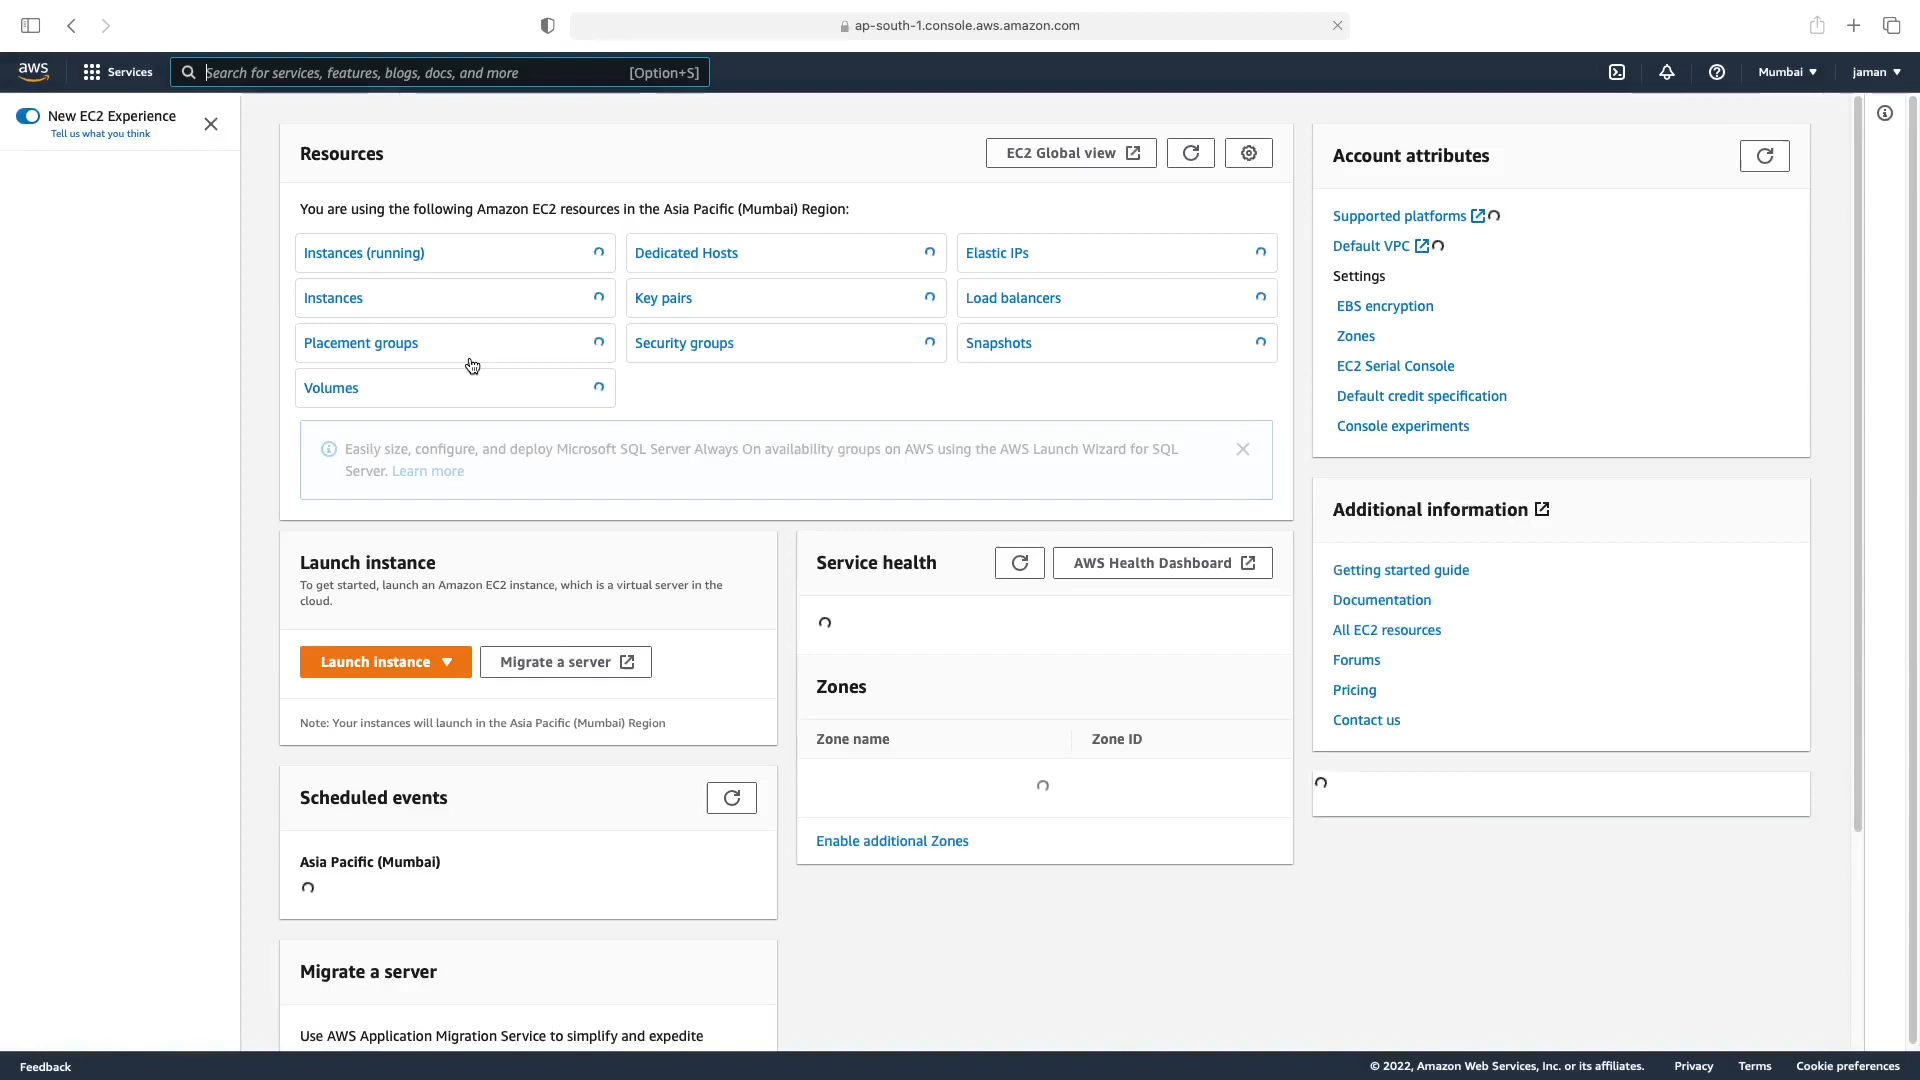 ap-south-1.console.aws.amazon.com
aws
Services
Search for services, features, blogs, docs, and more
[Option+S]
Mumbai
jaman
New EC2 Experience
Tell us what you think
Resources
EC2 Global view
You are using the following Amazon EC2 resources in the Asia Pacific (Mumbai) Region:
Instances (running)
Dedicated Hosts
Elastic IPs
Instances
Key pairs
Load balancers
Placement groups
Security groups
Snapshots
Volumes
Easily size, configure, and deploy Microsoft SQL Server Always On availability groups on AWS using the AWS Launch Wizard for SQL
Server. Learn more
Launch instance
To get started, launch an Amazon EC2 instance, which is a virtual server in the
cloud.
Launch instance
Migrate a server
Note: Your instances will launch in the Asia Pacific (Mumbai) Region
Scheduled events
Asia Pacific (Mumbai)
Migrate a server
Use AWS Application Migration Service to simplify and expedite
Service health
AWS Health Dashboard
Zones
Zone name
Zone ID
Enable additional Zones
Account attributes
Supported platforms
Default VPC
Settings
EBS encryption
Zones
EC2 Serial Console
Default credit specification
Console experiments
Additional information
Getting started guide
Documentation
All EC2 resources
Forums
Pricing
Contact us
Feedback
© 2022, Amazon Web Services, Inc. or its affiliates.
Privacy
Terms
Cookie preferences